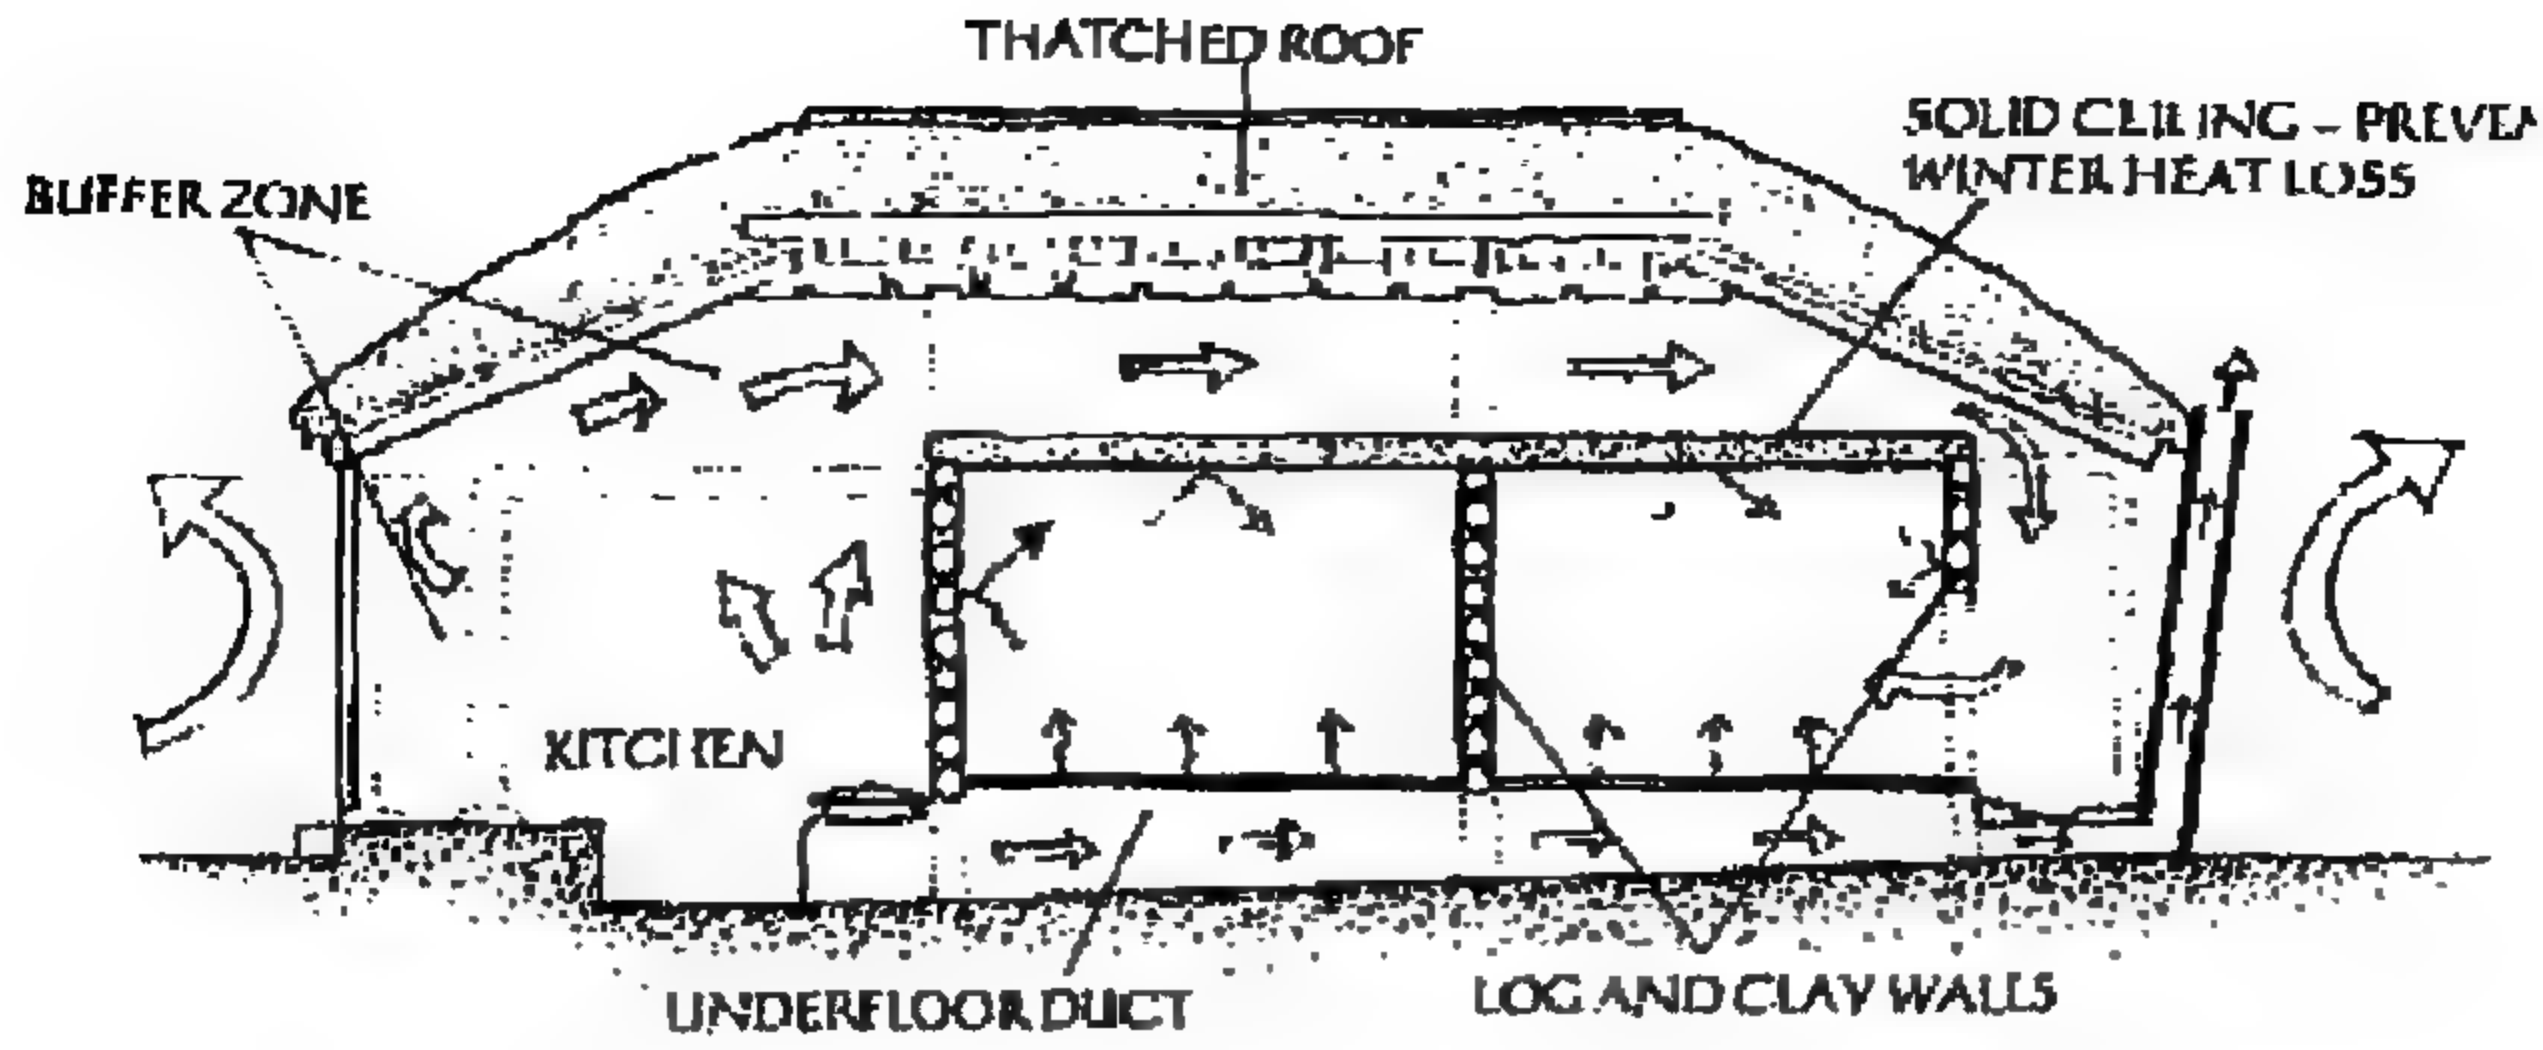 THATCHED ROOF
SOLID CEILING – PREVEN
WINTER HEAT LOSS
BUFFER ZONE
KITCHEN
UNDERFLOOR DUCT
LOG AND CLAY WALLS